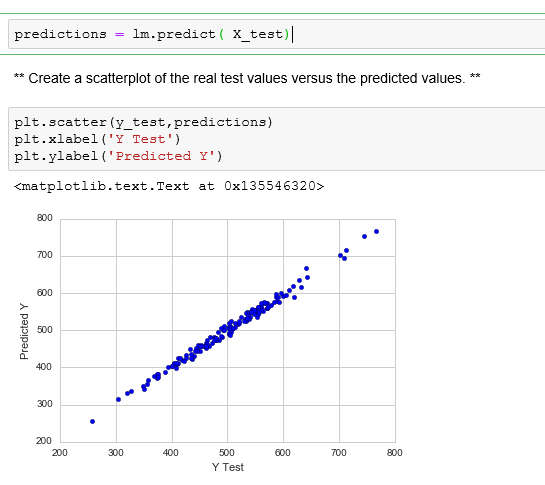 predictions = lm.predict( X_test)
** Create a scatterplot of the real test values versus the predicted values. **
plt.scatter(y_test,predictions)
plt.xlabel('Y Test')
plt.ylabel('Predicted Y')
<matplotlib.text.Text at 0x135546320>
800
700
600
500
400
300
200
Predicted Y
200 300 400 500 600 700 800
Y Test